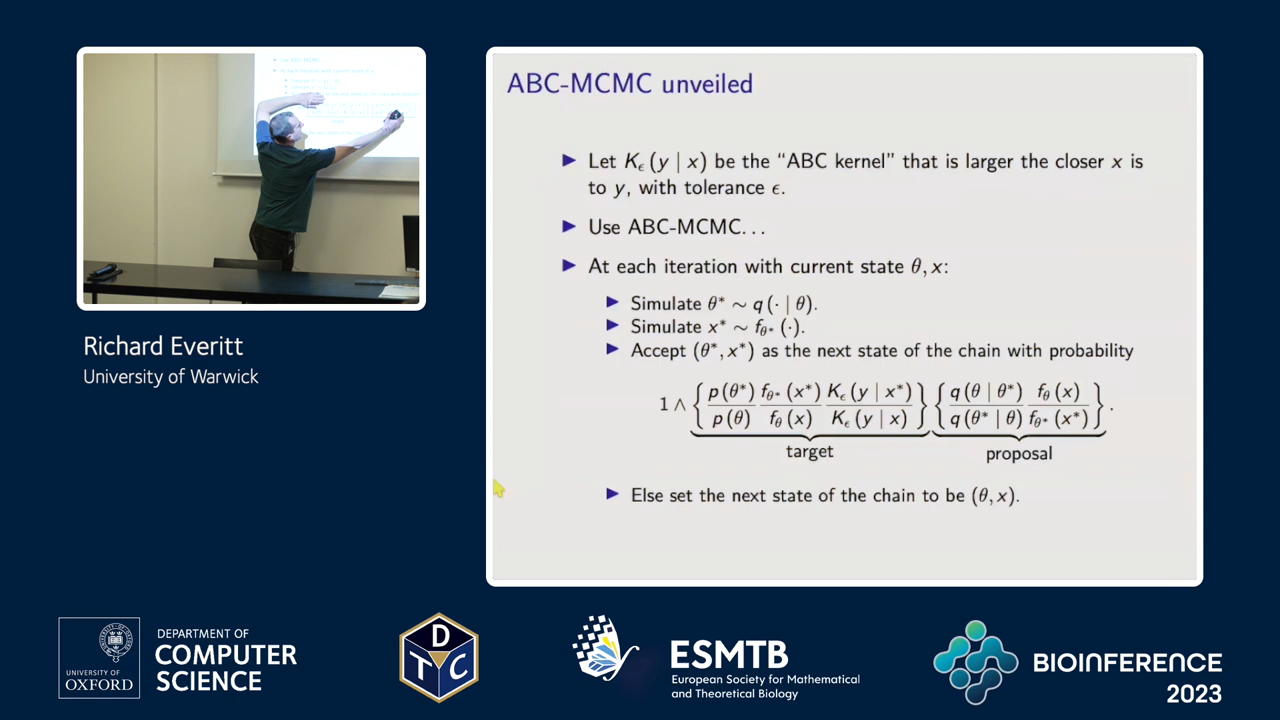 ABC-MCMC unveiled
▶ Let K_ϵ (y | x) be the “ABC kernel” that is larger the closer x is
to y, with tolerance ϵ.
▶ Use ABC-MCMC...
▶ At each iteration with current state θ, x:
▶ Simulate θ* ∼ q (· | θ).
▶ Simulate x* ∼ f_θ* (·).
▶ Accept (θ*, x*) as the next state of the chain with probability
1 ∧ { p (θ*) / p (θ) f_θ* (x*) / f_θ (x) K_ϵ (y | x*) / K_ϵ (y | x) } { q (θ | θ*) / q (θ* | θ) f_θ (x) / f_θ* (x*) } .
target
proposal
▶ Else set the next state of the chain to be (θ, x).
Richard Everitt
University of Warwick
UNIVERSITY OF
OXFORD
DEPARTMENT OF
COMPUTER
SCIENCE
D
T C
ESMTB
European Society for Mathematical
and Theoretical Biology
BIOINFERENCE
2023